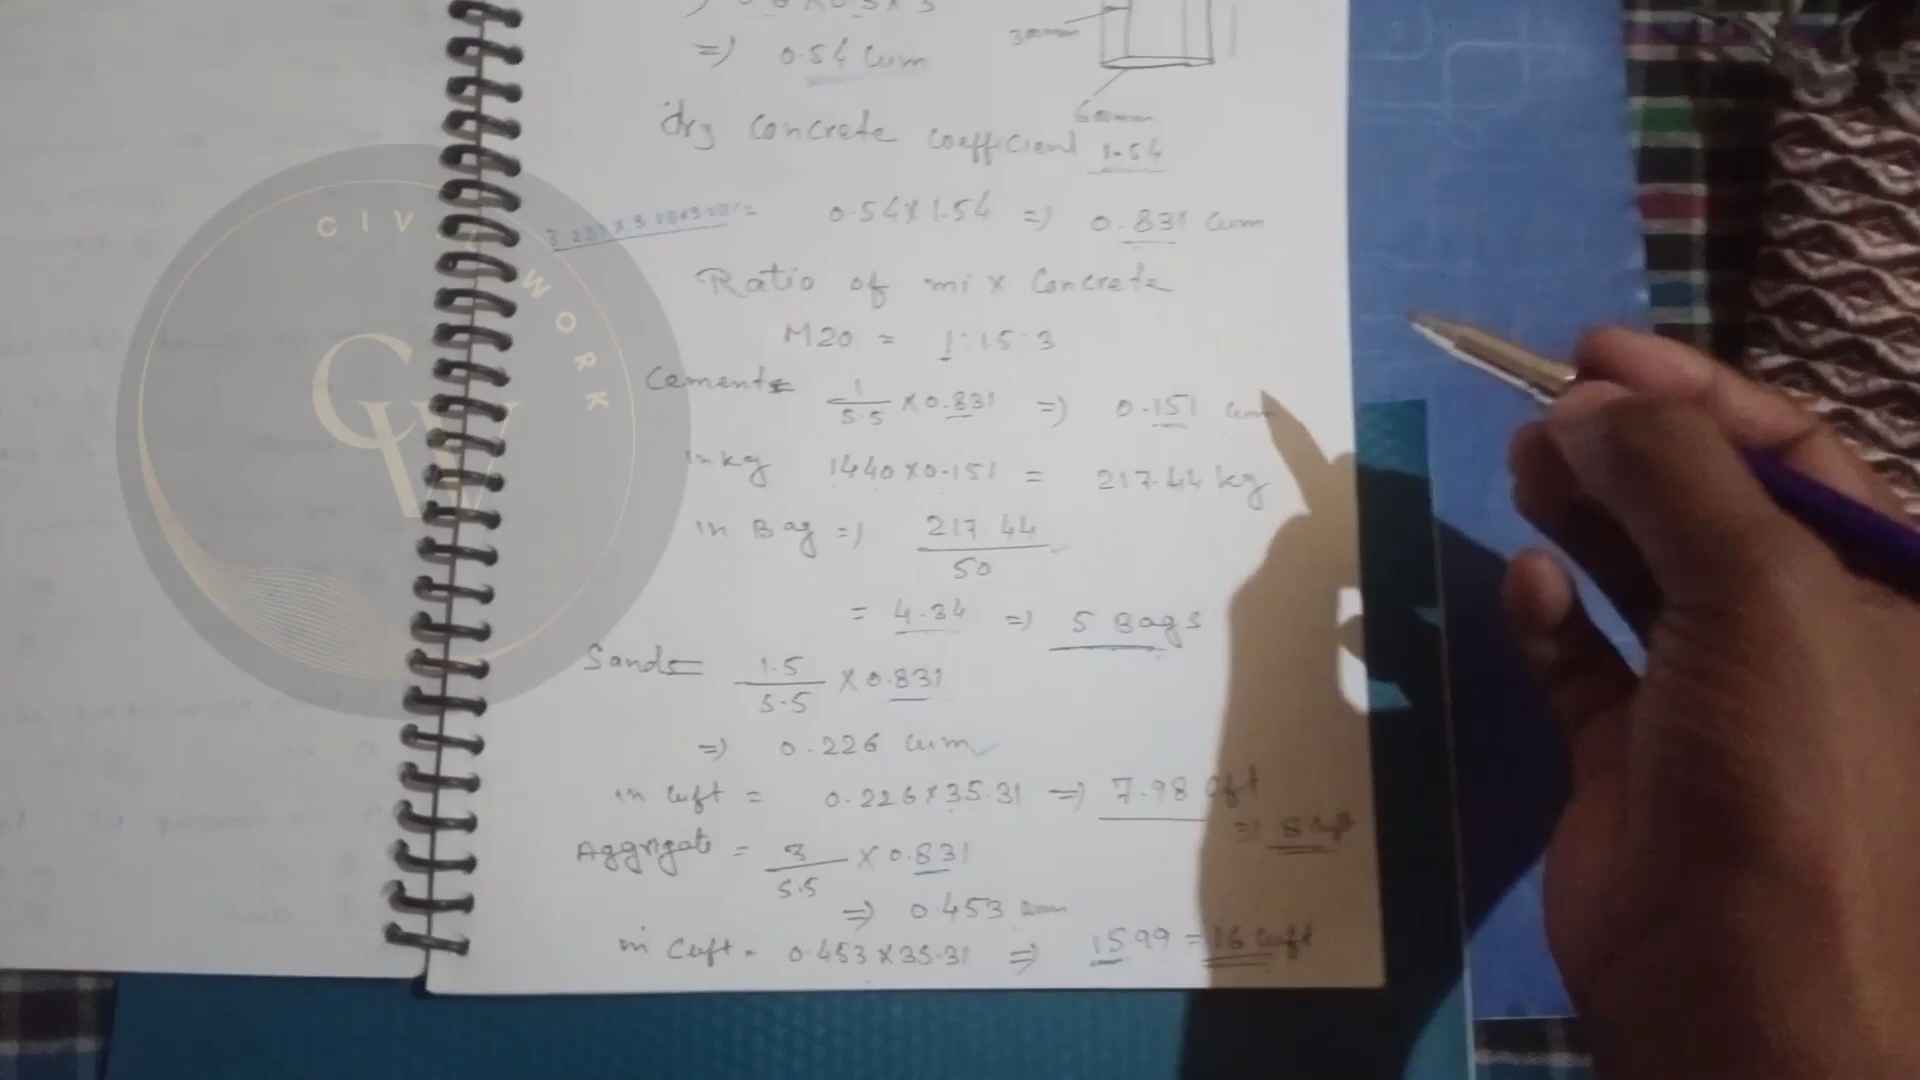 =) 0.54 Cum
300mm
600mm
dry Concrete Coefficient 1.54
0.54 x 1.54 =) 0.831 Cum
Ratio of mix Concrete
M20 = 1:1.5:3
Cement = 1/5.5 x 0.831 =) 0.151 cum
in kg 1440 x 0.151 = 217.44 kg
in Bag =) 217.44/50
= 4.34 =) 5 Bags
Sand = 1.5/5.5 x 0.831
=) 0.226 Cum
in Cuft = 0.226 x 35.31 =) 7.98 Cft
=) 8 Cuft
Aggrigate = 3/5.5 x 0.831
=) 0.453 cum
in Cuft = 0.453 x 35.31 =) 15.99 = 16 Cuft
CIVIL WORK
CW